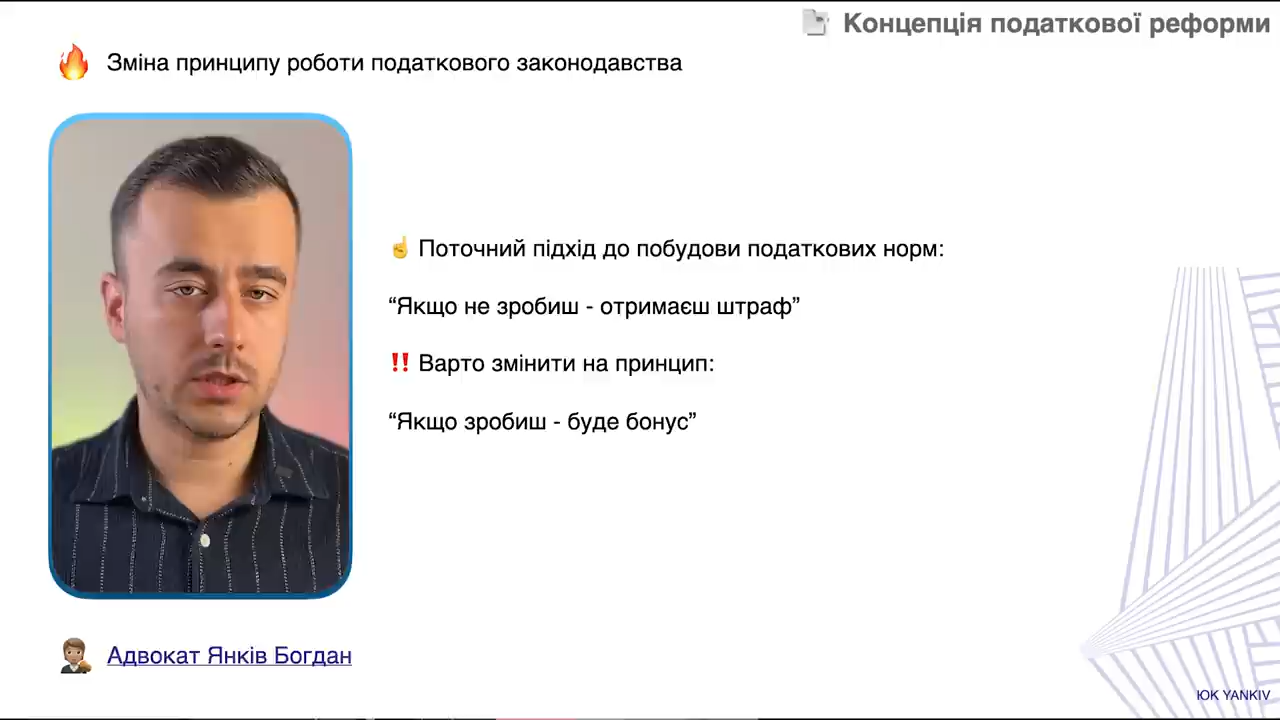 Концепція податкової реформи
Зміна принципу роботи податкового законодавства
Поточний підхід до побудови податкових норм:
“Якщо не зробиш - отримаєш штраф”
Варто змінити на принцип:
“Якщо зробиш - буде бонус”
Адвокат Янків Богдан
ЮК YANKIV